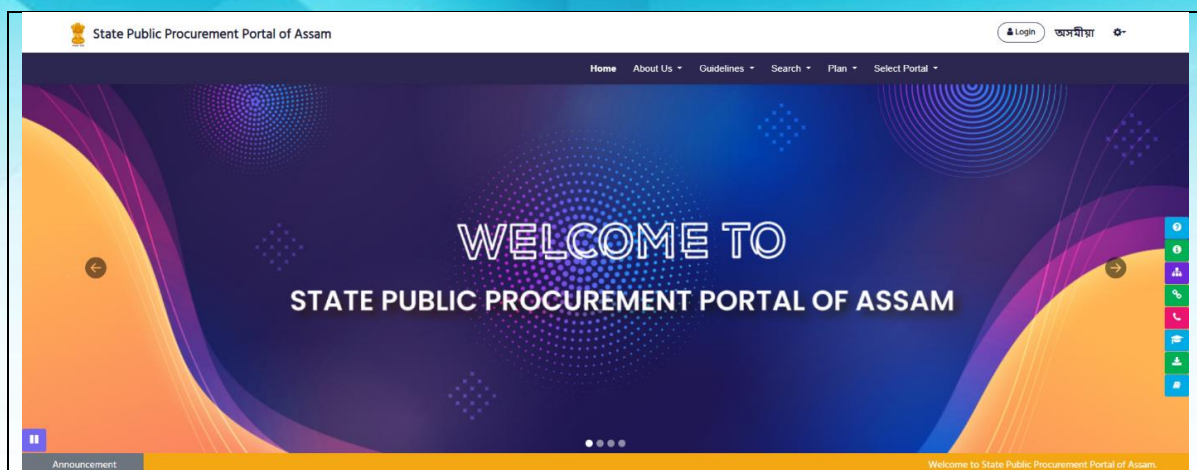 State Public Procurement Portal of Assam
Login অসমীয়া
Home About Us Guidelines Search Plan Select Portal
WELCOME TO
STATE PUBLIC PROCUREMENT PORTAL OF ASSAM
Announcement Welcome to State Public Procurement Portal of Assam.